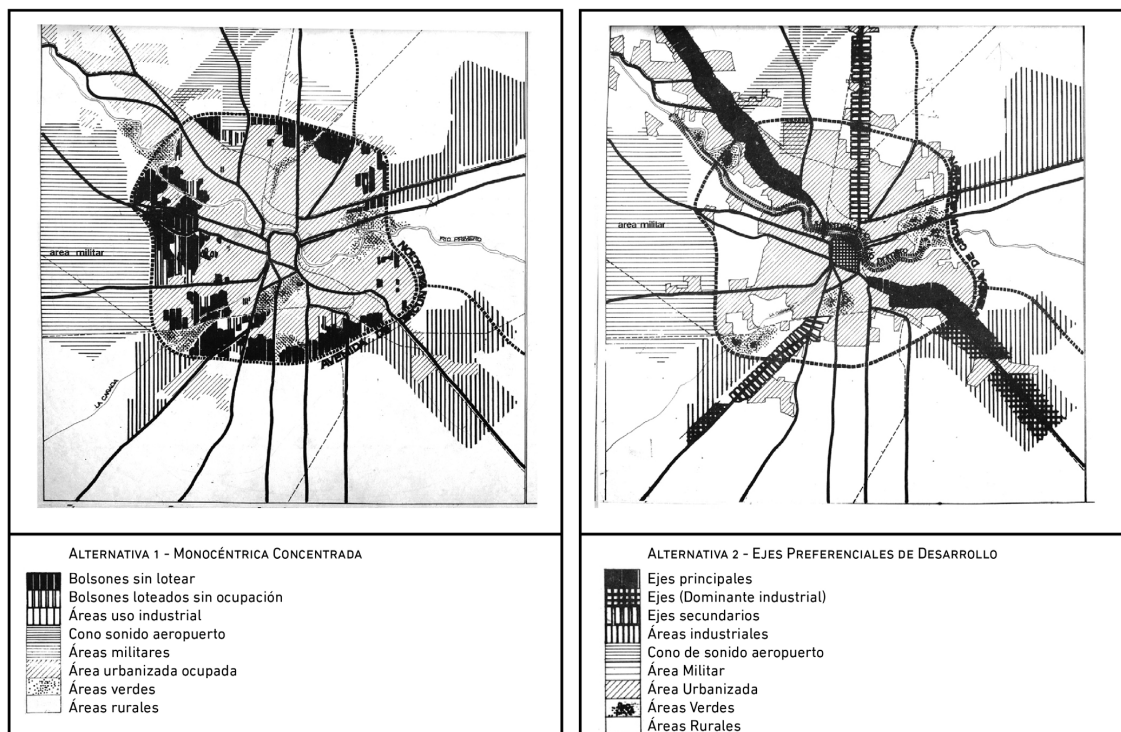 area militar
RIO PRIMERO
AVENIDA DE CIRCUNVALACION
LA CAÑADA
area militar
ALTERNATIVA 1 - MONOCÉNTRICA CONCENTRADA
Bolsones sin lotear
Bolsones loteados sin ocupación
Áreas uso industrial
Cono sonido aeropuerto
Áreas militares
Área urbanizada ocupada
Áreas verdes
Áreas rurales
ALTERNATIVA 2 - EJES PREFERENCIALES DE DESARROLLO
Ejes principales
Ejes (Dominante industrial)
Ejes secundarios
Áreas industriales
Cono de sonido aeropuerto
Área Militar
Área Urbanizada
Áreas Verdes
Áreas Rurales